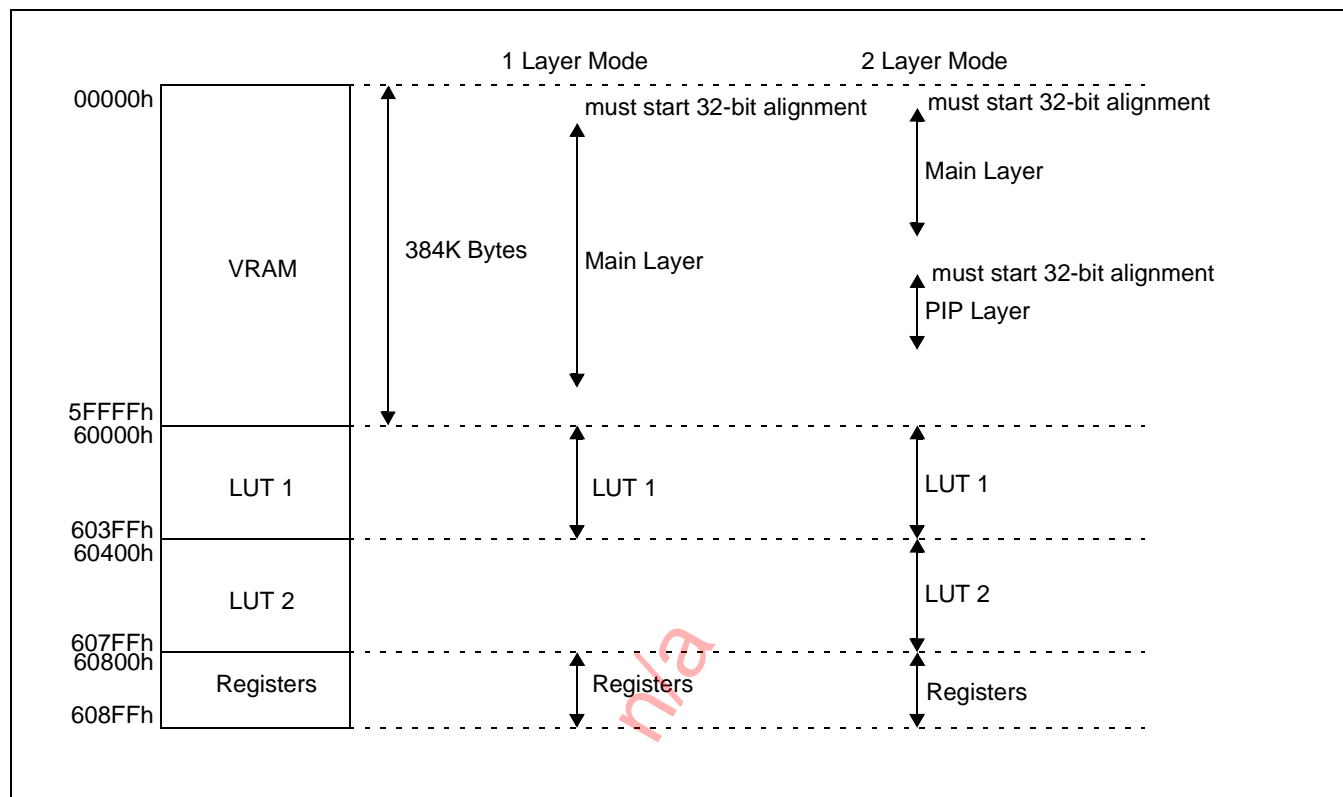 1 Layer Mode
2 Layer Mode
00000h
must start 32-bit alignment
must start 32-bit alignment
Main Layer
384K Bytes
VRAM
Main Layer
must start 32-bit alignment
PIP Layer
5FFFFh
60000h
LUT 1
LUT 1
LUT 1
603FFh
60400h
LUT 2
LUT 2
607FFh
60800h
Registers
Registers
Registers
608FFh
n/a